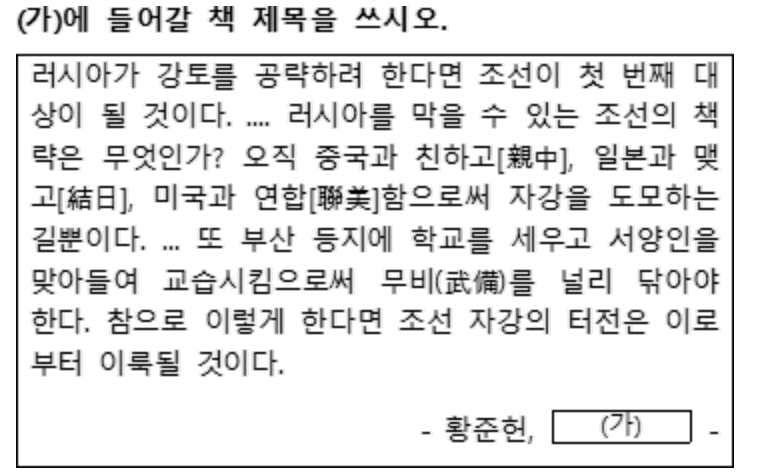 (가)에 들어갈 책 제목을 쓰시오.
러시아가 강토를 공략하려 한다면 조선이 첫 번째 대
상이 될 것이다. .... 러시아를 막을 수 있는 조선의 책
략은 무엇인가? 오직 중국과 친하고[親中], 일본과 맺
고[結日], 미국과 연합[聯美]함으로써 자강을 도모하는
길뿐이다. ... 또 부산 등지에 학교를 세우고 서양인을
맞아들여 교습시킴으로써 무비(武備)를 널리 닦아야
한다. 참으로 이렇게 한다면 조선 자강의 터전은 이로
부터 이룩될 것이다.
- 황준헌, (가) -